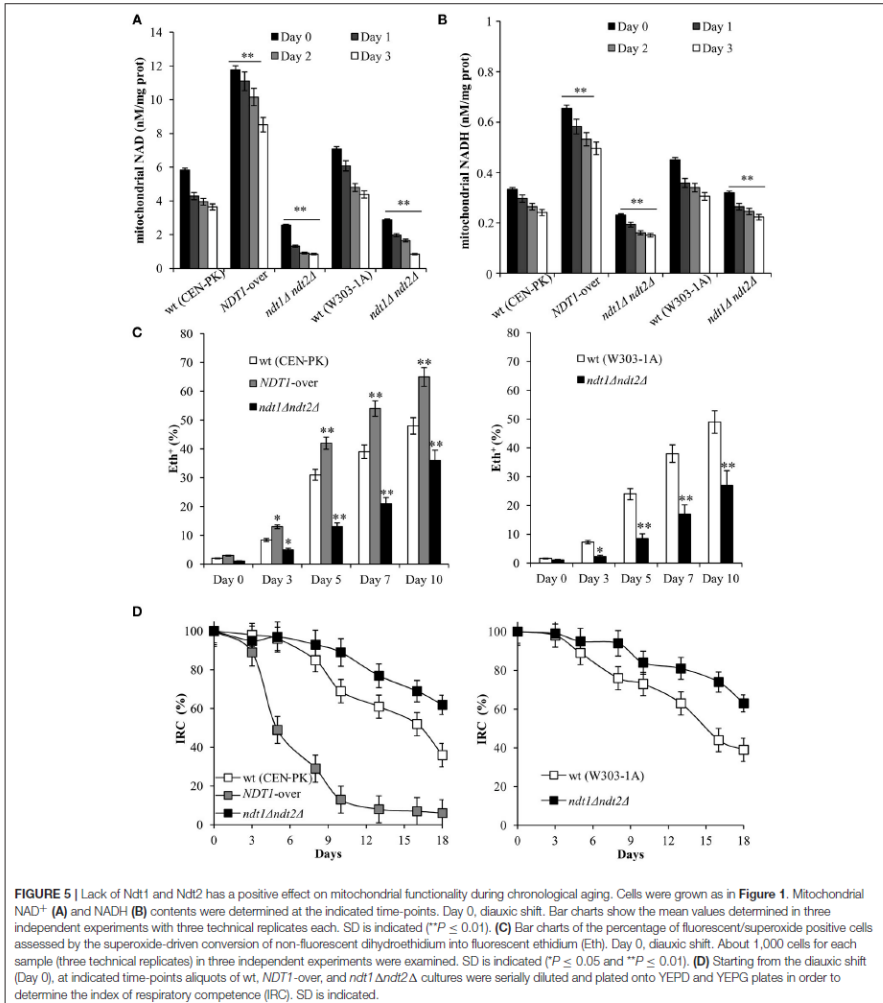 A
Day 0 Day 1
Day 2 Day 3
mitochondrial NAD (nM/mg prot)
14
12
10
8
6
4
2
0
**
**
**
wt (CEN-PK)
NDT1-over
ndt1Δ ndt2Δ
wt (W303-1A)
ndt1Δ ndt2Δ
B
Day 0 Day 1
Day 2 Day 3
mitochondrial NADH (nM/mg prot)
1
0.8
0.6
0.4
0.2
0
**
**
**
wt (CEN-PK)
NDT1-over
ndt1Δ ndt2Δ
wt (W303-1A)
ndt1Δ ndt2Δ
C
Eth+ (%)
80
70
60
50
40
30
20
10
0
wt (CEN-PK)
NDT1-over
ndt1Δndt2Δ
* * ** ** ** ** ** **
Day 0 Day 3 Day 5 Day 7 Day 10
Eth+ (%)
80
70
60
50
40
30
20
10
0
wt (W303-1A)
ndt1Δndt2Δ
* ** ** **
Day 0 Day 3 Day 5 Day 7 Day 10
D
IRC (%)
100
80
60
40
20
0
wt (CEN-PK)
NDT1-over
ndt1Δndt2Δ
0 3 6 9 12 15 18
Days
IRC (%)
100
80
60
40
20
0
wt (W303-1A)
ndt1Δndt2Δ
0 3 6 9 12 15 18
Days
FIGURE 5 | Lack of Ndt1 and Ndt2 has a positive effect on mitochondrial functionality during chronological aging. Cells were grown as in Figure 1. Mitochondrial
NAD+ (A) and NADH (B) contents were determined at the indicated time-points. Day 0, diauxic shift. Bar charts show the mean values determined in three
independent experiments with three technical replicates each. SD is indicated (**P ≤ 0.01). (C) Bar charts of the percentage of fluorescent/superoxide positive cells
assessed by the superoxide-driven conversion of non-fluorescent dihydroethidium into fluorescent ethidium (Eth). Day 0, diauxic shift. About 1,000 cells for each
sample (three technical replicates) in three independent experiments were examined. SD is indicated (*P ≤ 0.05 and **P ≤ 0.01). (D) Starting from the diauxic shift
(Day 0), at indicated time-points aliquots of wt, NDT1-over, and ndt1Δndt2Δ cultures were serially diluted and plated onto YEPD and YEPG plates in order to
determine the index of respiratory competence (IRC). SD is indicated.